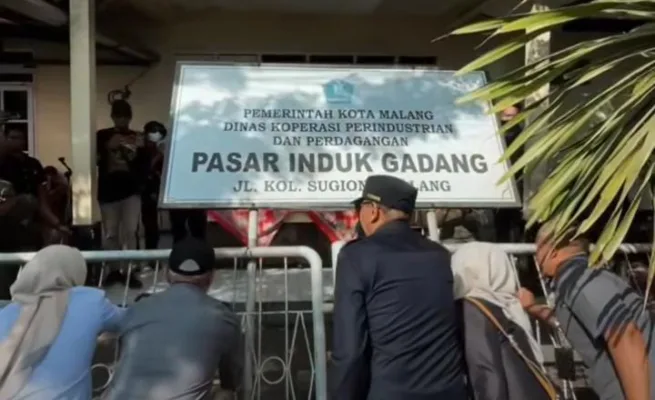 PEMERINTAH KOTA MALANG
DINAS KOPERASI PERINDUSTRIAN
DAN PERDAGANGAN
PASAR INDUK GADANG
JL. KOL. SUGIONO